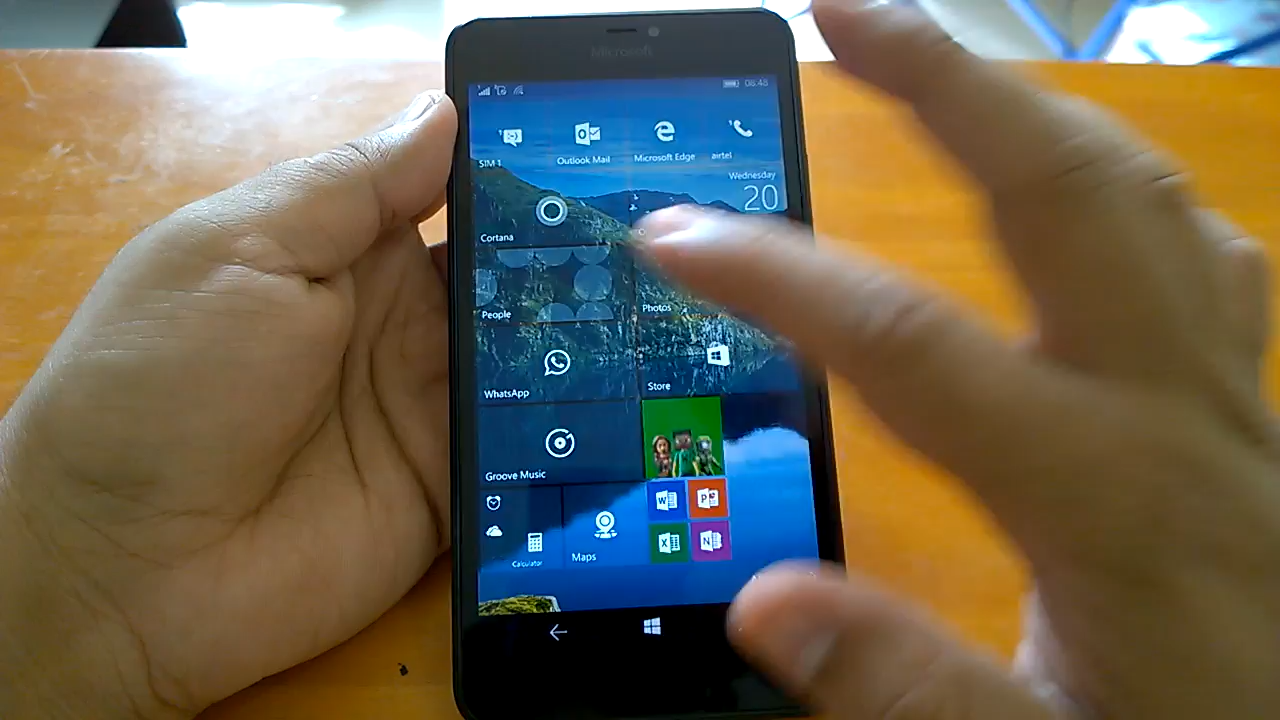 Microsoft
08:48
SIM 1
Outlook Mail
Microsoft Edge
airtel
Wednesday
20
Cortana
People
Photos
WhatsApp
Store
Groove Music
Calculator
Maps